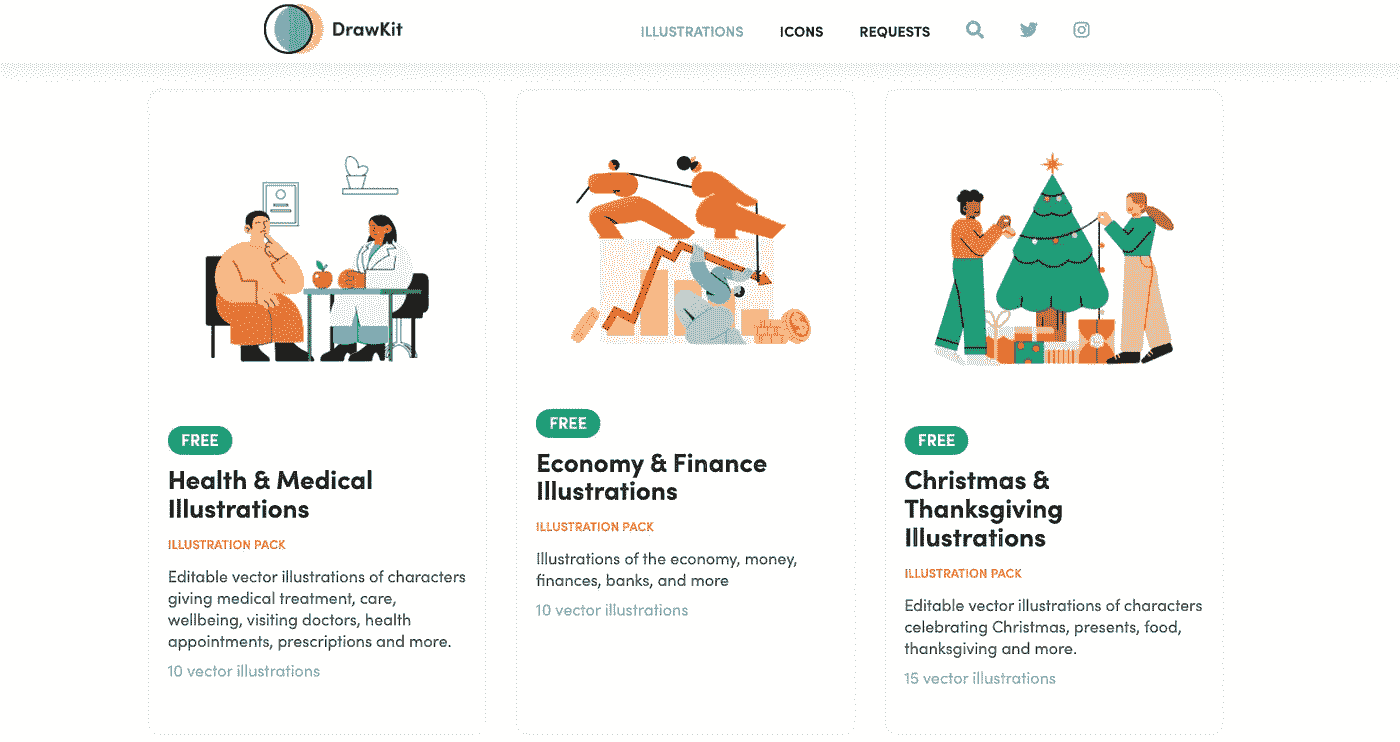 DrawKit
ILLUSTRATIONS
ICONS
REQUESTS
FREE
Health & Medical
Illustrations
ILLUSTRATION PACK
Editable vector illustrations of characters
giving medical treatment, care,
wellbeing, visiting doctors, health
appointments, prescriptions and more.
10 vector illustrations
FREE
Economy & Finance
Illustrations
ILLUSTRATION PACK
Illustrations of the economy, money,
finances, banks, and more
10 vector illustrations
FREE
Christmas &
Thanksgiving
Illustrations
ILLUSTRATION PACK
Editable vector illustrations of characters
celebrating Christmas, presents, food,
thanksgiving and more.
15 vector illustrations